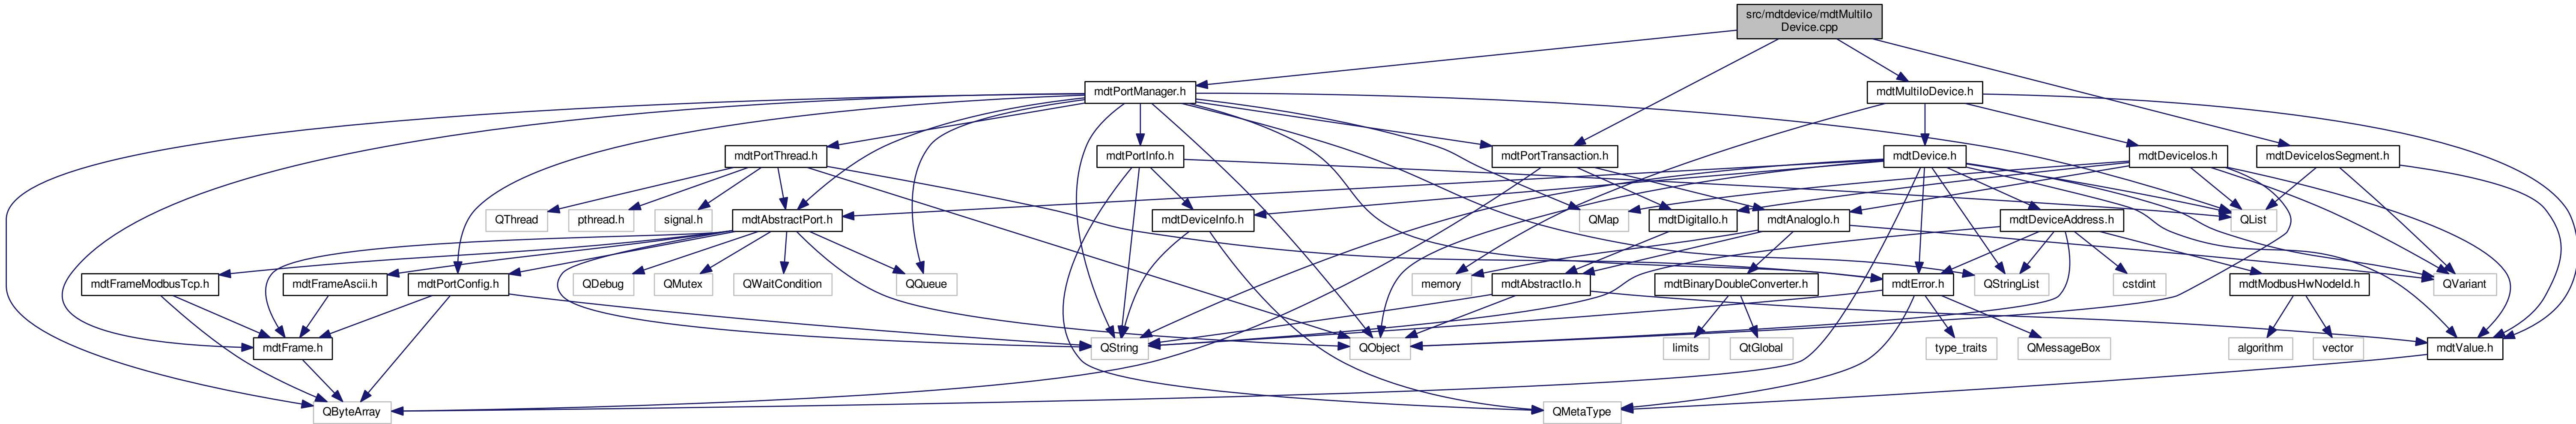 src/mdtdevice/mdtMultiIo
Device.cpp
mdtPortManager.h
mdtMultiIoDevice.h
mdtPortThread.h
mdtPortInfo.h
mdtPortTransaction.h
mdtDevice.h
mdtDeviceIos.h
mdtDeviceIosSegment.h
QThread
pthread.h
signal.h
mdtAbstractPort.h
mdtDeviceInfo.h
QMap
mdtDigitalIo.h
mdtAnalogIo.h
mdtDeviceAddress.h
QList
mdtFrameModbusTcp.h
mdtFrameAscii.h
mdtPortConfig.h
QDebug
QMutex
QWaitCondition
QQueue
memory
mdtAbstractIo.h
mdtBinaryDoubleConverter.h
mdtError.h
QStringList
cstdint
mdtModbusHwNodeId.h
QVariant
mdtFrame.h
QString
QObject
limits
QtGlobal
type_traits
QMessageBox
algorithm
vector
mdtValue.h
QByteArray
QMetaType